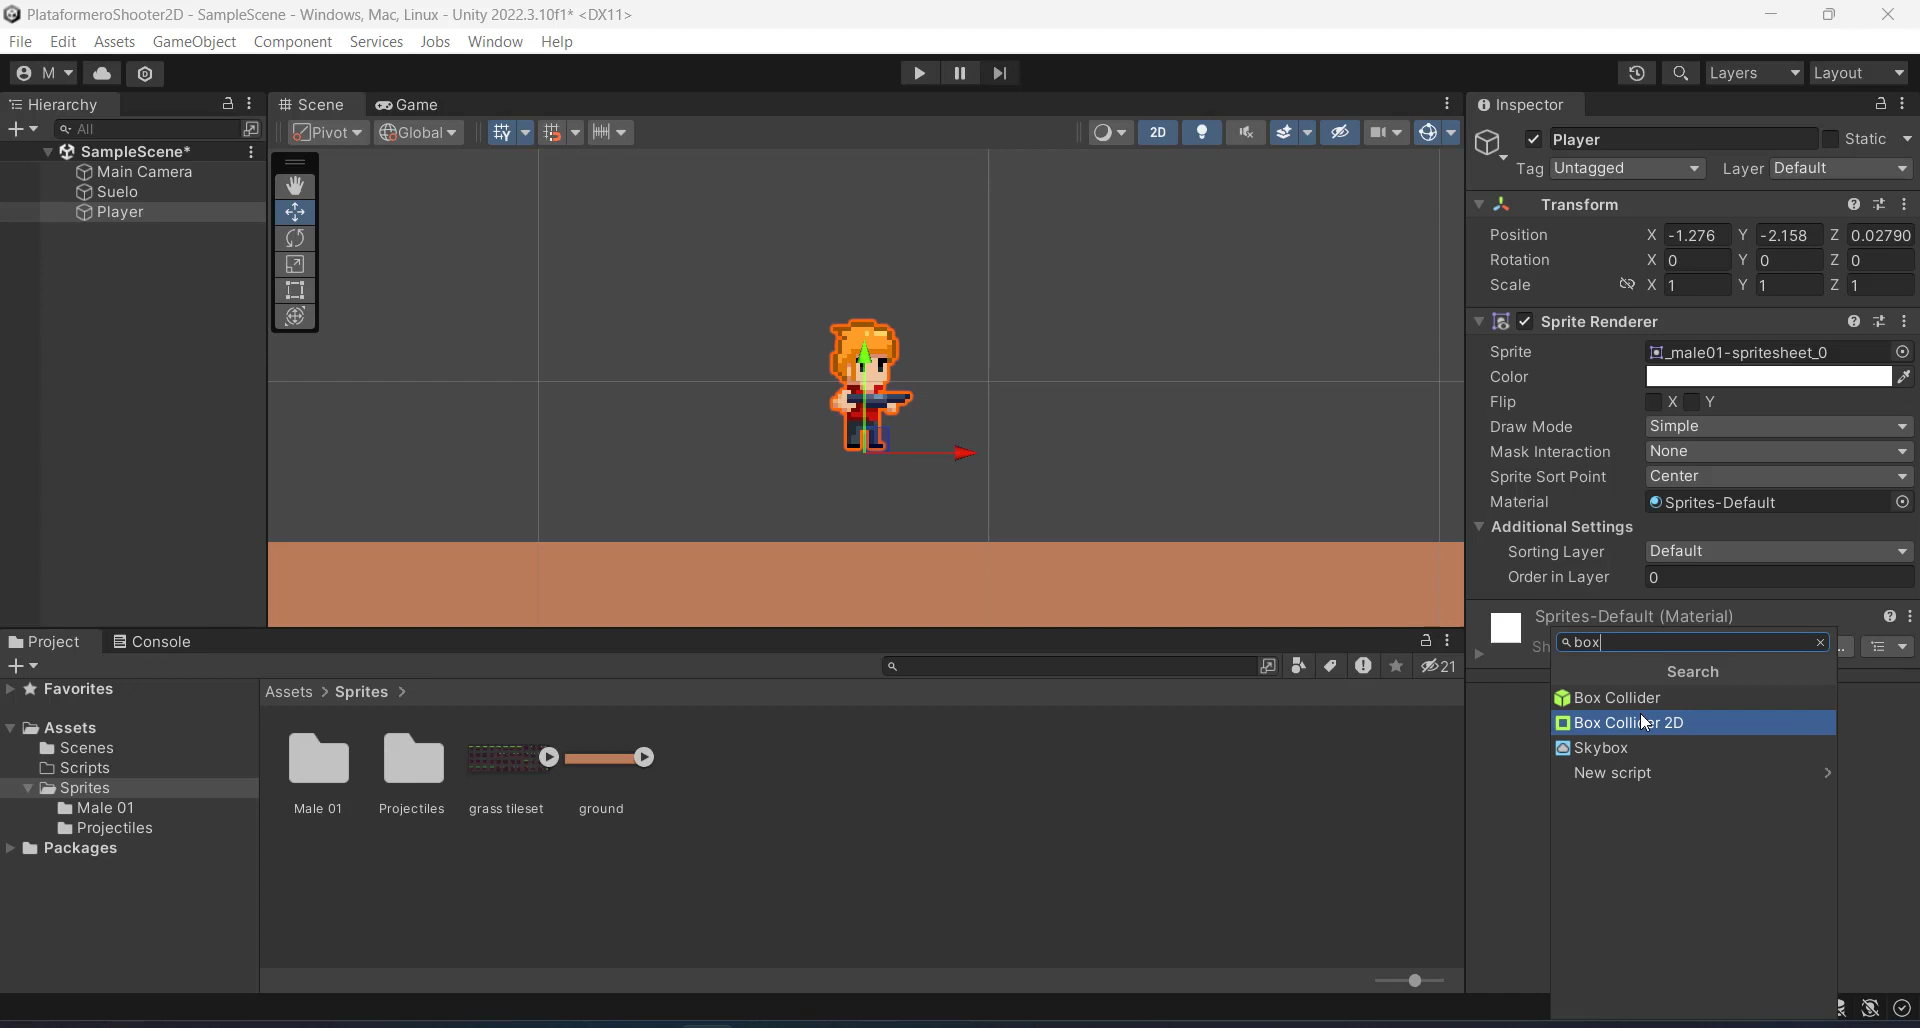 PlataformeroShooter2D - SampleScene - Windows, Mac, Linux - Unity 2022.3.10f1* <DX11>
File Edit Assets GameObject Component Services Jobs Window Help
M Layers Layout
Hierarchy
All
SampleScene*
Main Camera
Suelo
Player
Scene Game
Pivot Global 2D
Inspector
Player Static
Tag Untagged Layer Default
Transform
Position X -1.276 Y -2.158 Z 0.02790
Rotation X 0 Y 0 Z 0
Scale X 1 Y 1 Z 1
Sprite Renderer
Sprite _male01-spritesheet_0
Color
Flip X Y
Draw Mode Simple
Mask Interaction None
Sprite Sort Point Center
Material Sprites-Default
Additional Settings
Sorting Layer Default
Order in Layer 0
Sprites-Default (Material)
Sh
box
Search
Box Collider
Box Collider 2D
Skybox
New script
Project Console
21
Favorites
Assets
Scenes
Scripts
Sprites
Male 01
Projectiles
Packages
Assets > Sprites >
Male 01 Projectiles grass tileset ground